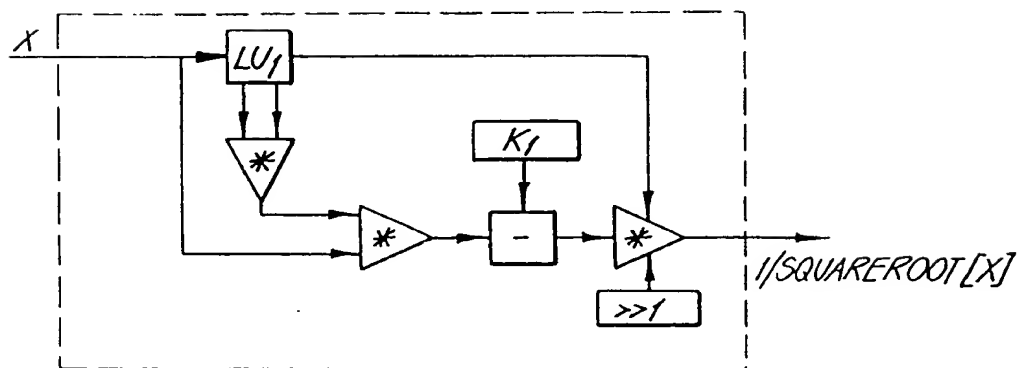 X
LU1
*
K1
*
-
*
1/SQUAREROOT[X]
>>1